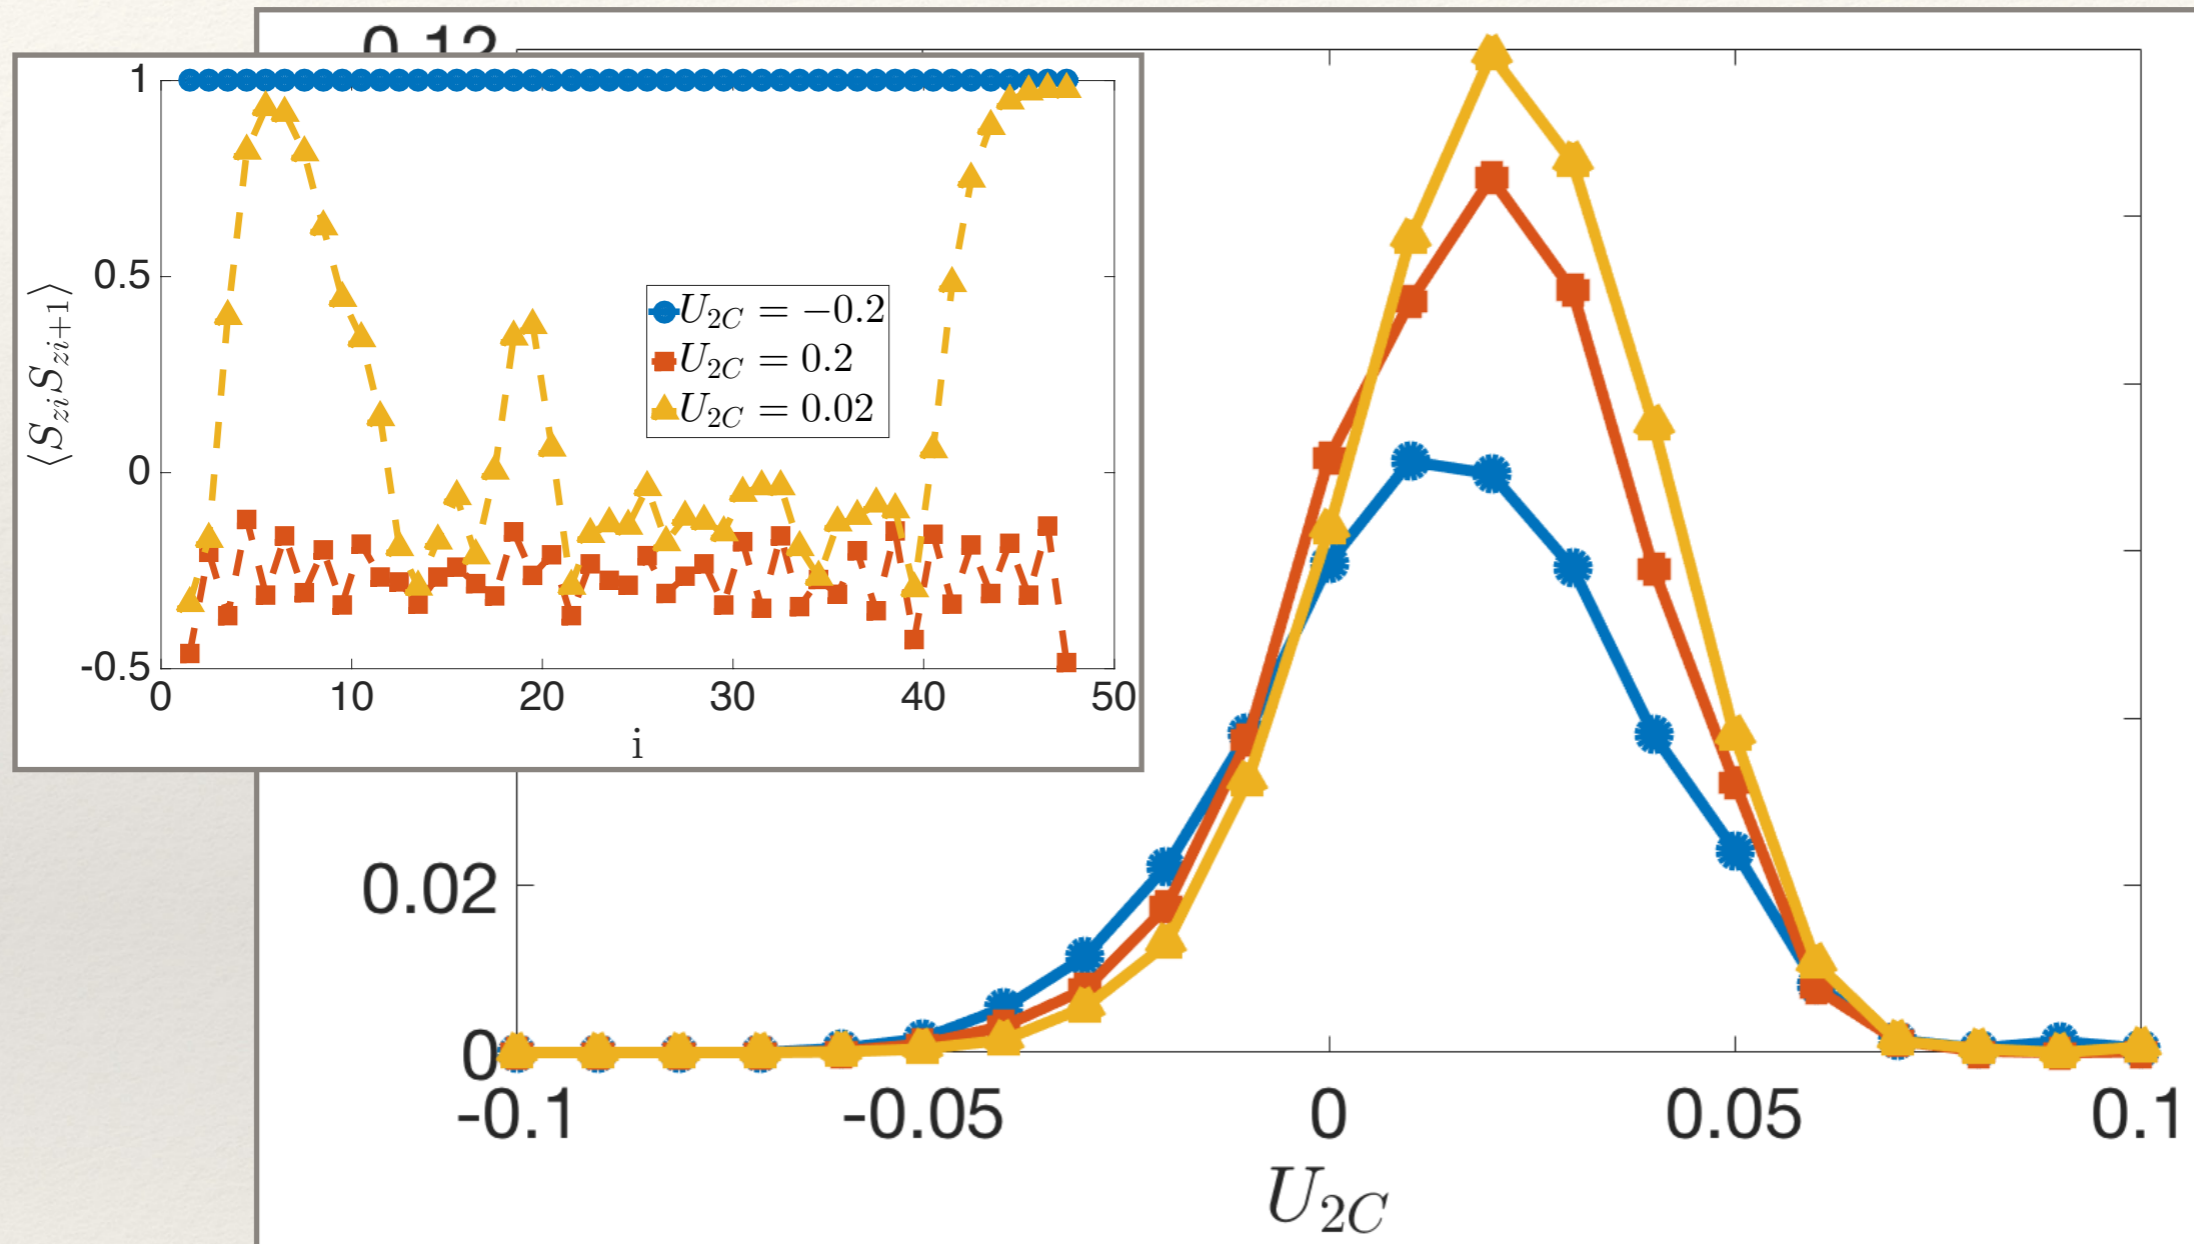 0.12
1
0.5
0
-0.5
⟨S_{zi}S_{zi+1}⟩
U_{2C} = −0.2
U_{2C} = 0.2
U_{2C} = 0.02
0 10 20 30 40 50
i
0.02
0
-0.1 -0.05 0 0.05 0.1
U_{2C}